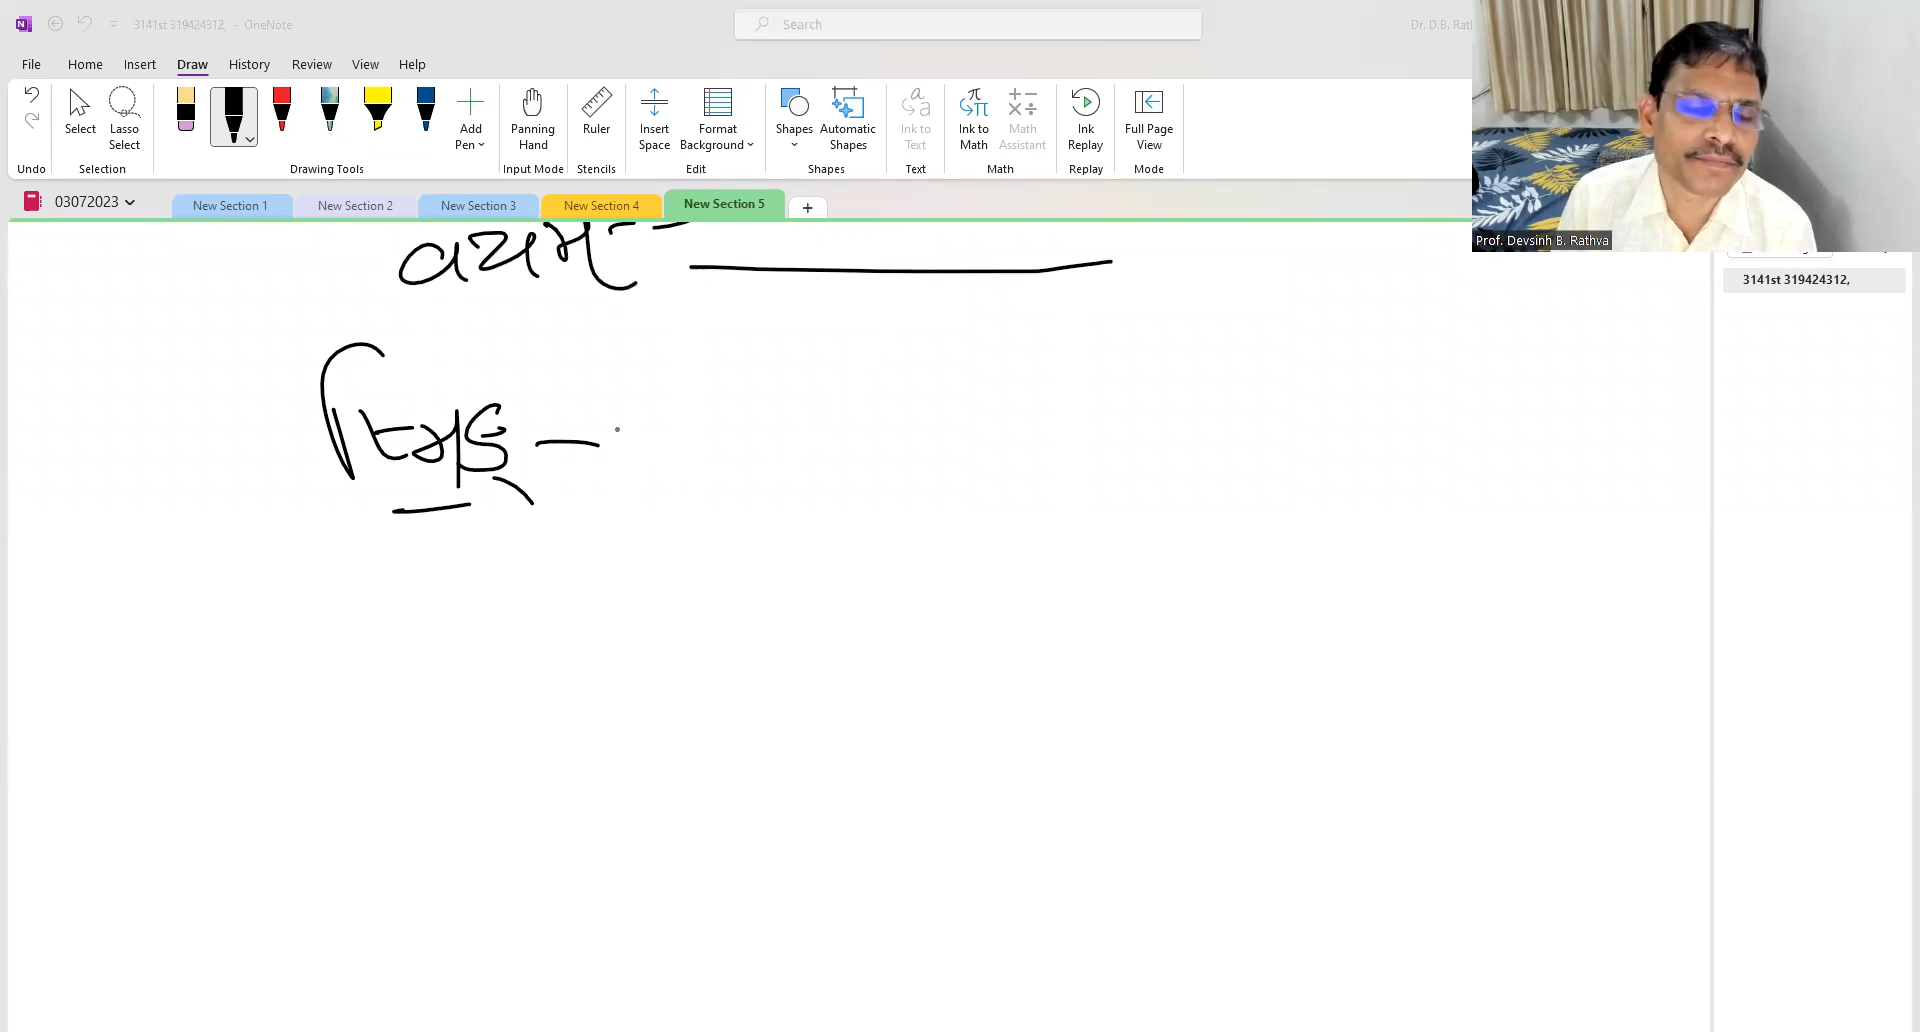 3141st 319424312, - OneNote
Search
Dr. D.B. Rath
File Home Insert Draw History Review View Help
Select
Lasso Select
Add Pen
Panning Hand
Ruler
Insert Space
Format Background
Shapes
Automatic Shapes
Ink to Text
Ink to Math
Math Assistant
Ink Replay
Full Page View
Undo Selection Drawing Tools Input Mode Stencils Edit Shapes Text Math Replay Mode
03072023 New Section 1 New Section 2 New Section 3 New Section 4 New Section 5
Prof. Devsinh B. Rathva
3141st 319424312,